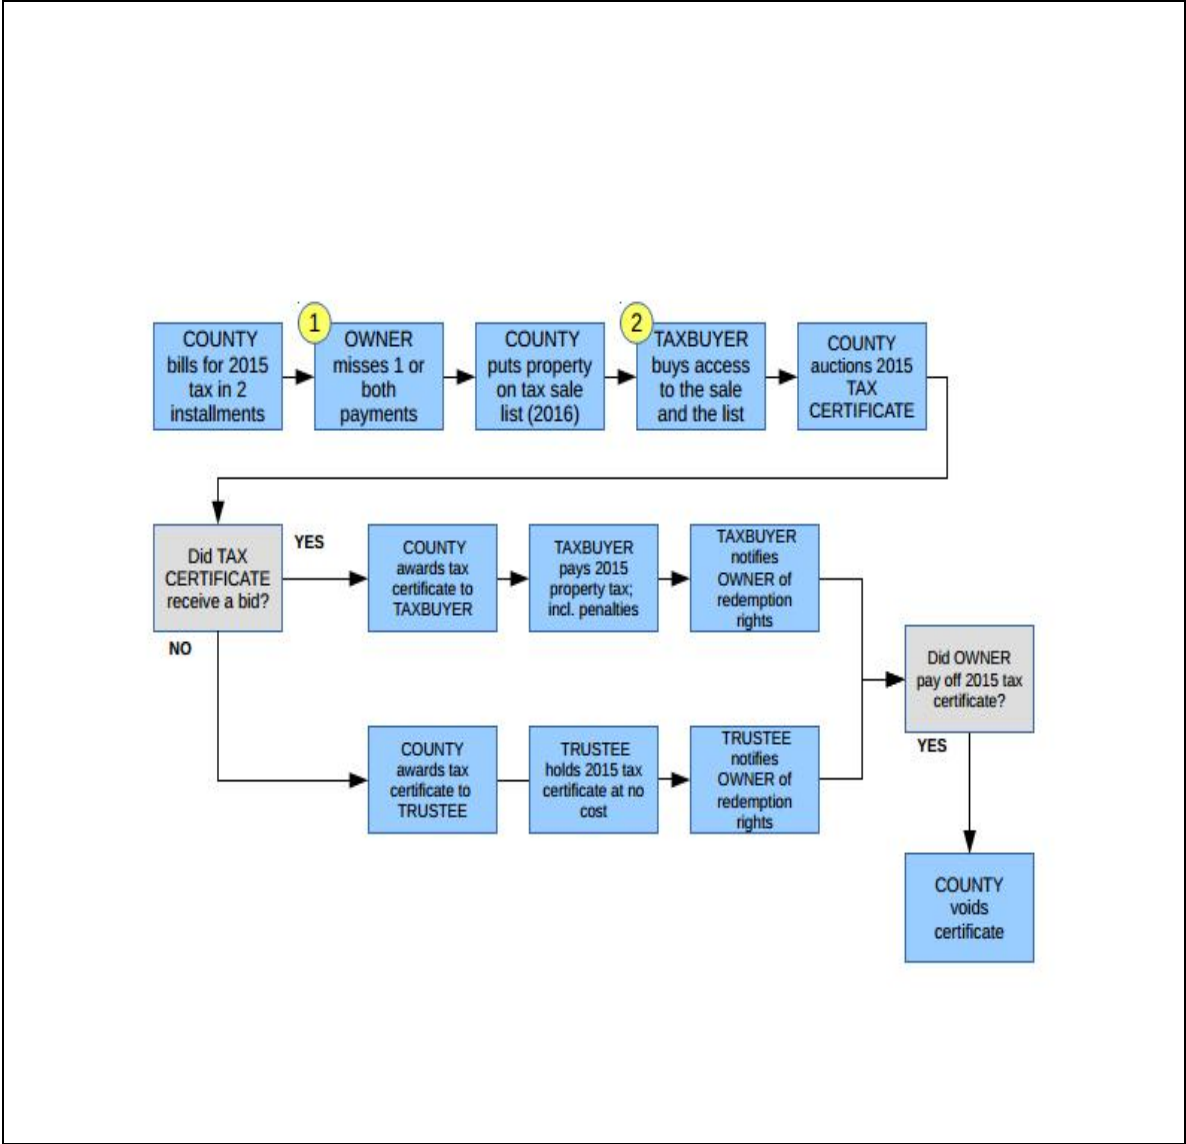 1
COUNTY
bills for 2015
tax in 2
installments
OWNER
misses 1 or
both
payments
COUNTY
puts property
on tax sale
list (2016)
2
TAXBUYER
buys access
to the sale
and the list
COUNTY
auctions 2015
TAX
CERTIFICATE
Did TAX
CERTIFICATE
receive a bid?
YES
NO
COUNTY
awards tax
certificate to
TAXBUYER
TAXBUYER
pays 2015
property tax;
incl. penalties
TAXBUYER
notifies
OWNER of
redemption
rights
COUNTY
awards tax
certificate to
TRUSTEE
TRUSTEE
holds 2015 tax
certificate at no
cost
TRUSTEE
notifies
OWNER of
redemption
rights
Did OWNER
pay off 2015 tax
certificate?
YES
COUNTY
voids
certificate